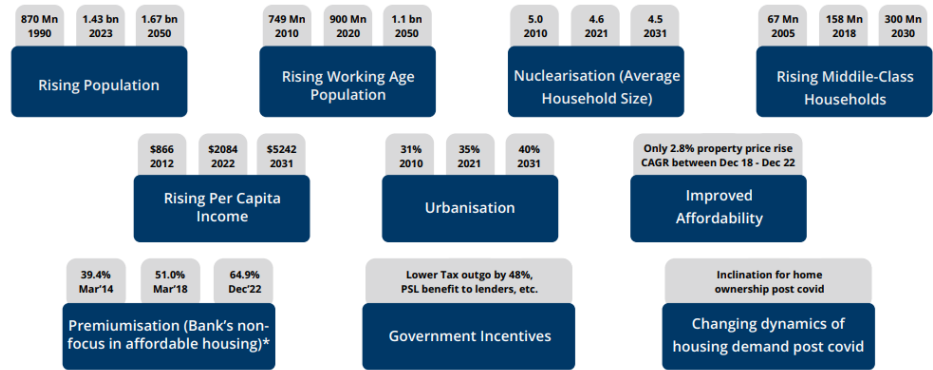 870 Mn
1990
1.43 bn
2023
1.67 bn
2050
Rising Population
749 Mn
2010
900 Mn
2020
1.1 bn
2050
Rising Working Age
Population
5.0
2010
4.6
2021
4.5
2031
Nuclearisation (Average
Household Size)
67 Mn
2005
158 Mn
2018
300 Mn
2030
Rising Middile-Class
Households
$866
2012
$2084
2022
$5242
2031
Rising Per Capita
Income
31%
2010
35%
2021
40%
2031
Urbanisation
Only 2.8% property price rise
CAGR between Dec 18 - Dec 22
Improved
Affordability
39.4%
Mar'14
51.0%
Mar'18
64.9%
Dec'22
Premiumisation (Bank's non-
focus in affordable housing)*
Lower Tax outgo by 48%,
PSL benefit to lenders, etc.
Government Incentives
Inclination for home
ownership post covid
Changing dynamics of
housing demand post covid